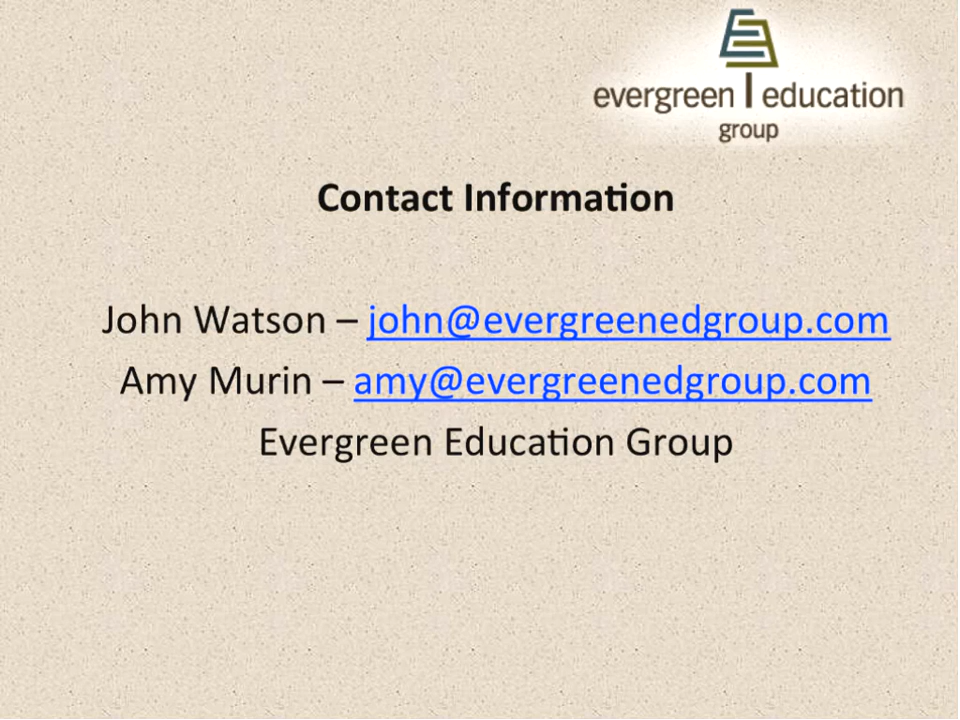 evergreen education
group
Contact Information
John Watson – john@evergreenedgroup.com
Amy Murin – amy@evergreenedgroup.com
Evergreen Education Group